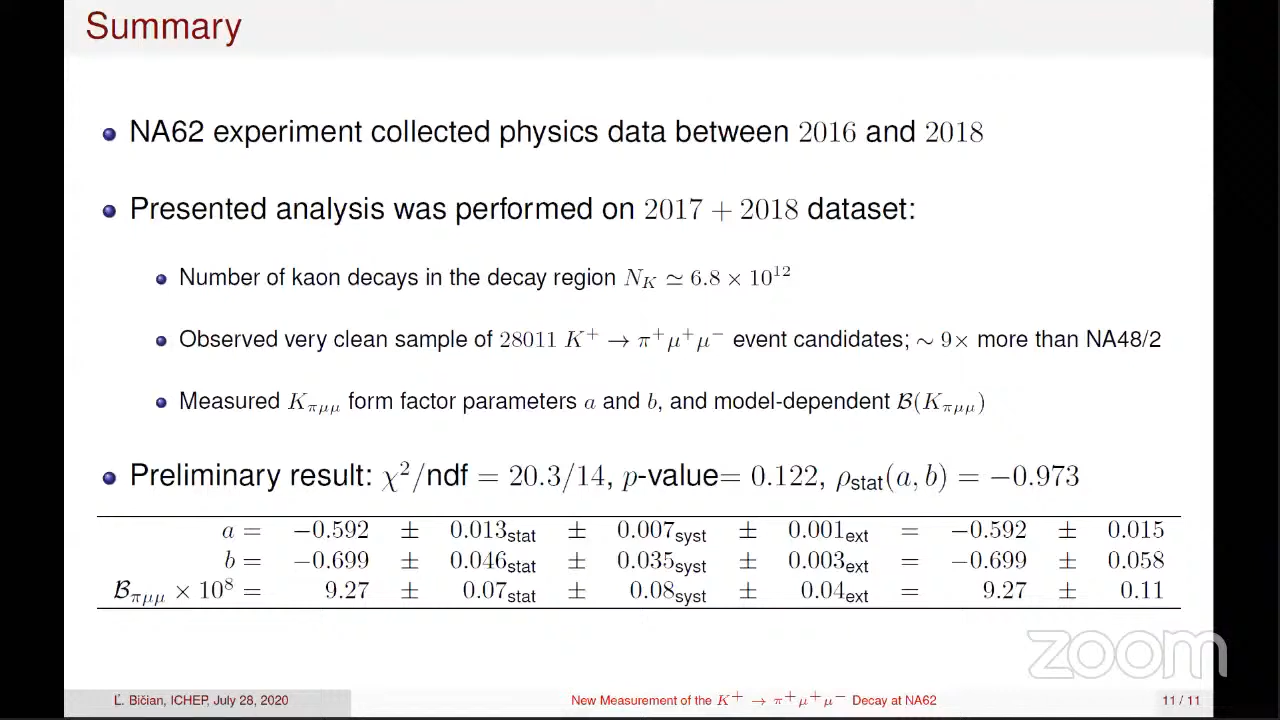 Summary
NA62 experiment collected physics data between 2016 and 2018
Presented analysis was performed on 2017 + 2018 dataset:
Number of kaon decays in the decay region N_K ≃ 6.8 × 10^12
Observed very clean sample of 28011 K^+ → π^+μ^+μ^− event candidates; ∼ 9× more than NA48/2
Measured K_πμμ form factor parameters a and b, and model-dependent ℬ(K_πμμ)
Preliminary result: χ^2/ndf = 20.3/14, p-value= 0.122, ρ_stat(a, b) = −0.973
a = −0.592 ± 0.013_stat ± 0.007_syst ± 0.001_ext = −0.592 ± 0.015
b = −0.699 ± 0.046_stat ± 0.035_syst ± 0.003_ext = −0.699 ± 0.058
ℬ_πμμ × 10^8 = 9.27 ± 0.07_stat ± 0.08_syst ± 0.04_ext = 9.27 ± 0.11
zoom
Ľ. Bičian, ICHEP, July 28, 2020 New Measurement of the K^+ → π^+μ^+μ^− Decay at NA62 11 / 11